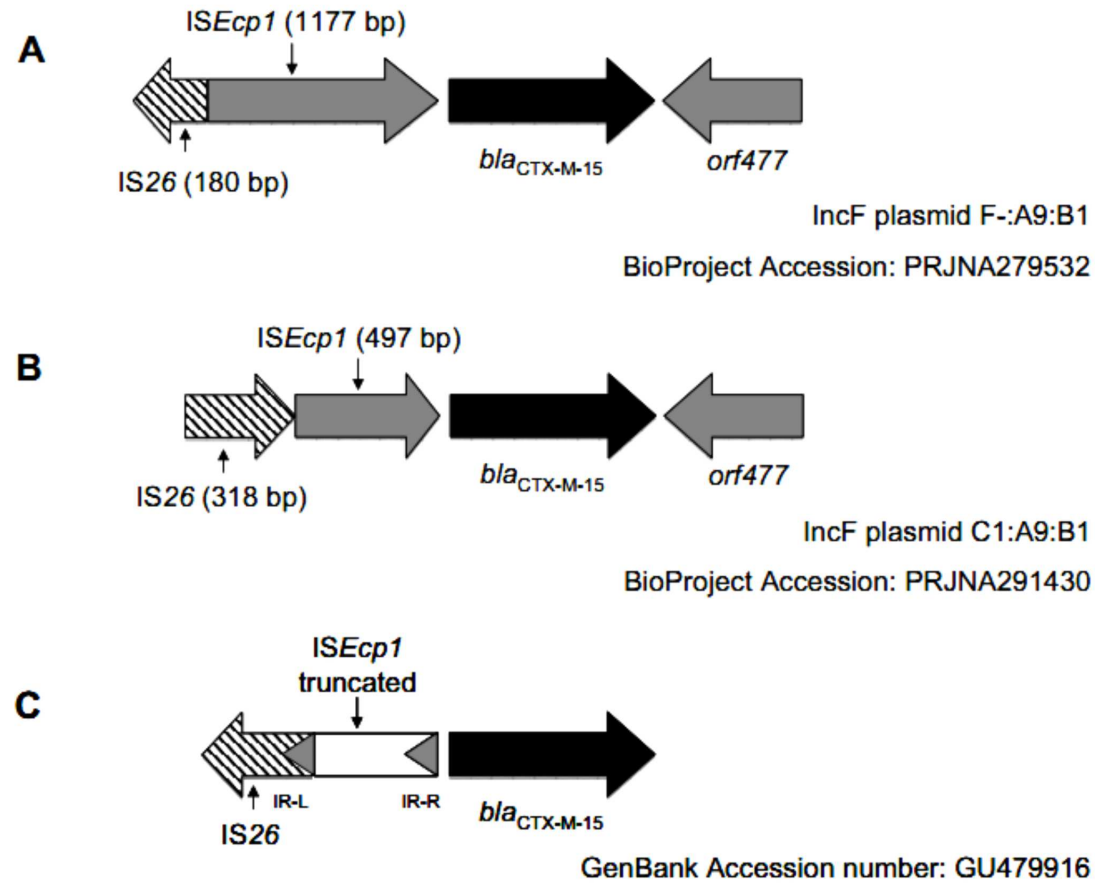 A
ISEcp1 (1177 bp)
IS26 (180 bp)
blaCTX-M-15
orf477
IncF plasmid F-:A9:B1
BioProject Accession: PRJNA279532
B
ISEcp1 (497 bp)
IS26 (318 bp)
blaCTX-M-15
orf477
IncF plasmid C1:A9:B1
BioProject Accession: PRJNA291430
C
ISEcp1
truncated
IR-L
IR-R
IS26
blaCTX-M-15
GenBank Accession number: GU479916